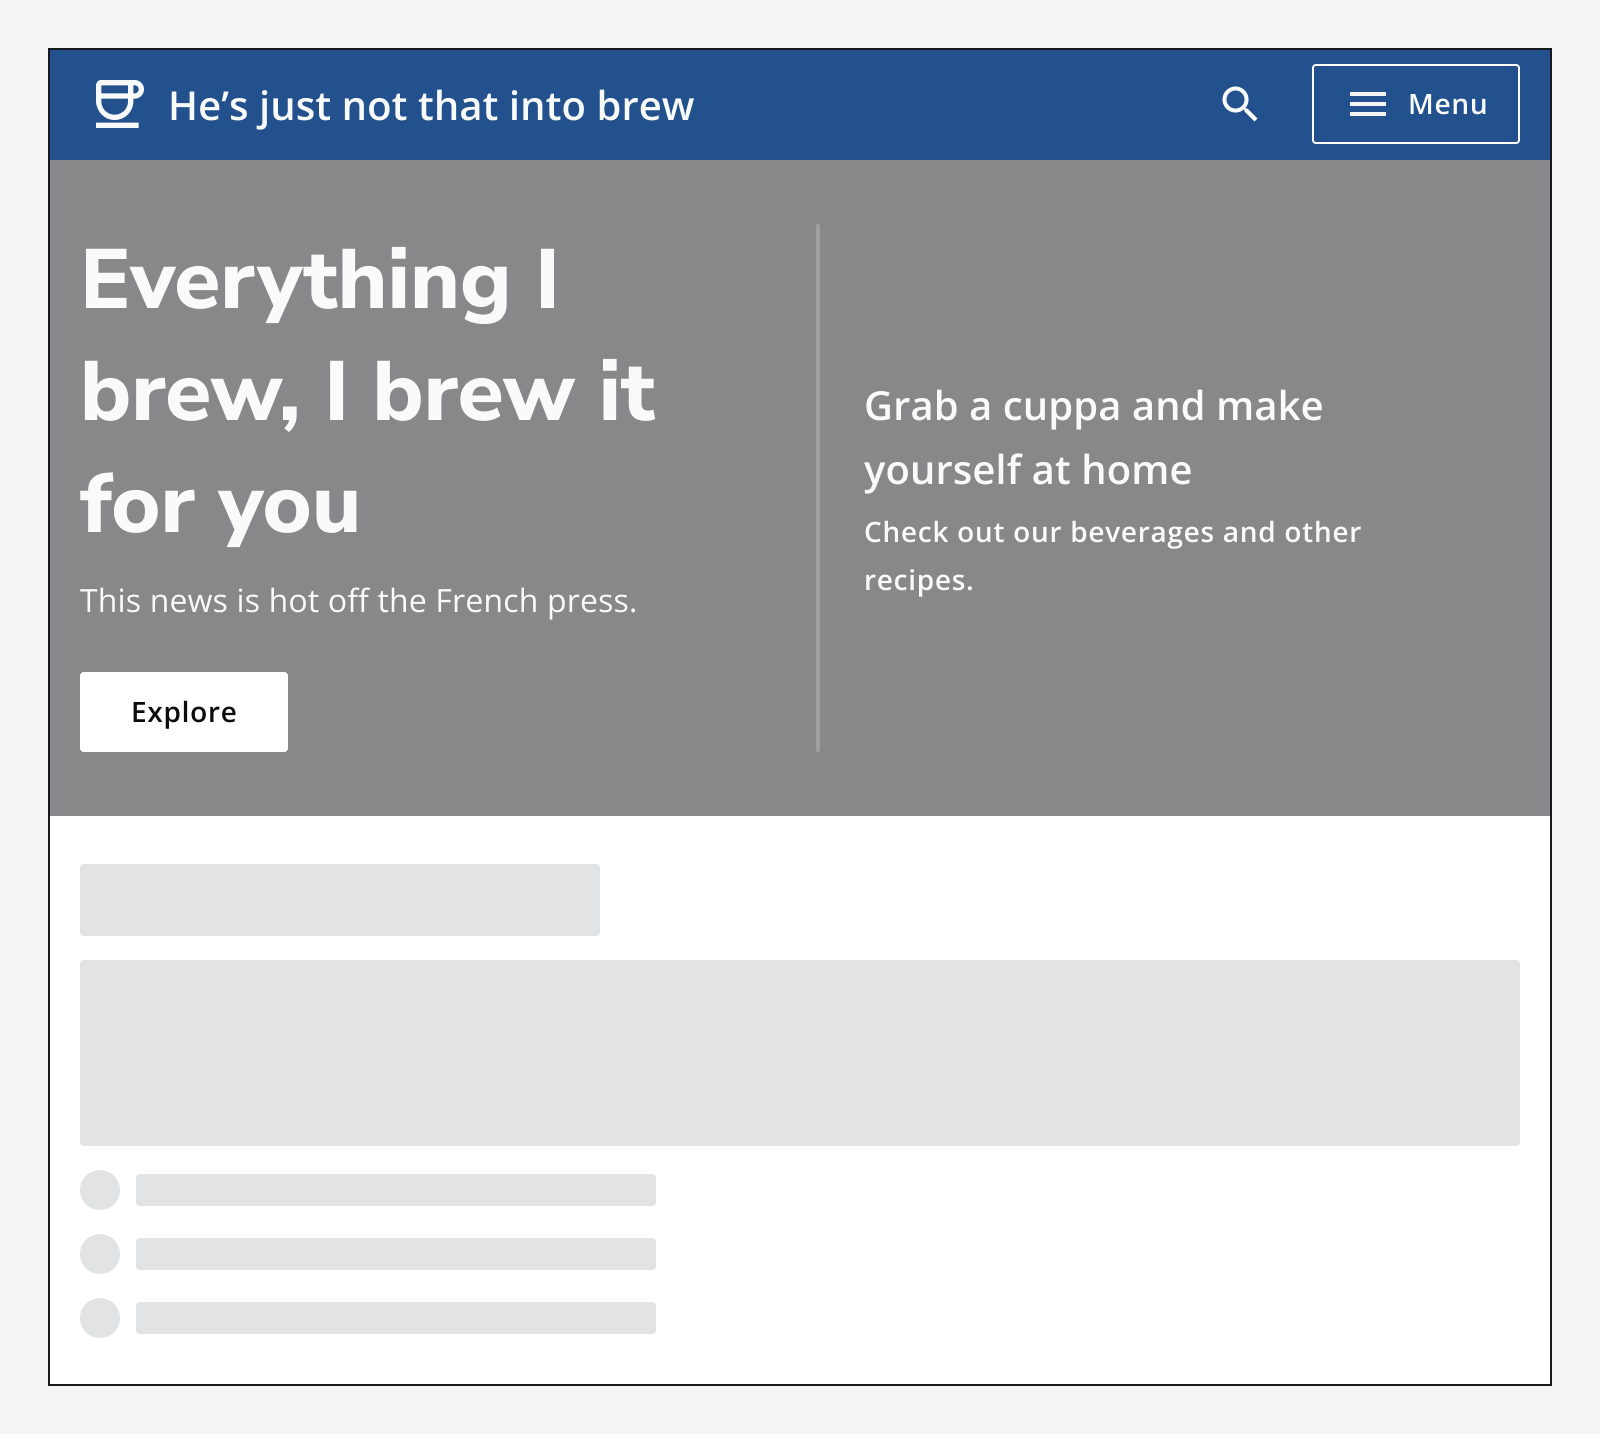 He’s just not that into brew
Menu
Everything I
brew, I brew it
for you
This news is hot off the French press.
Explore
Grab a cuppa and make
yourself at home
Check out our beverages and other
recipes.